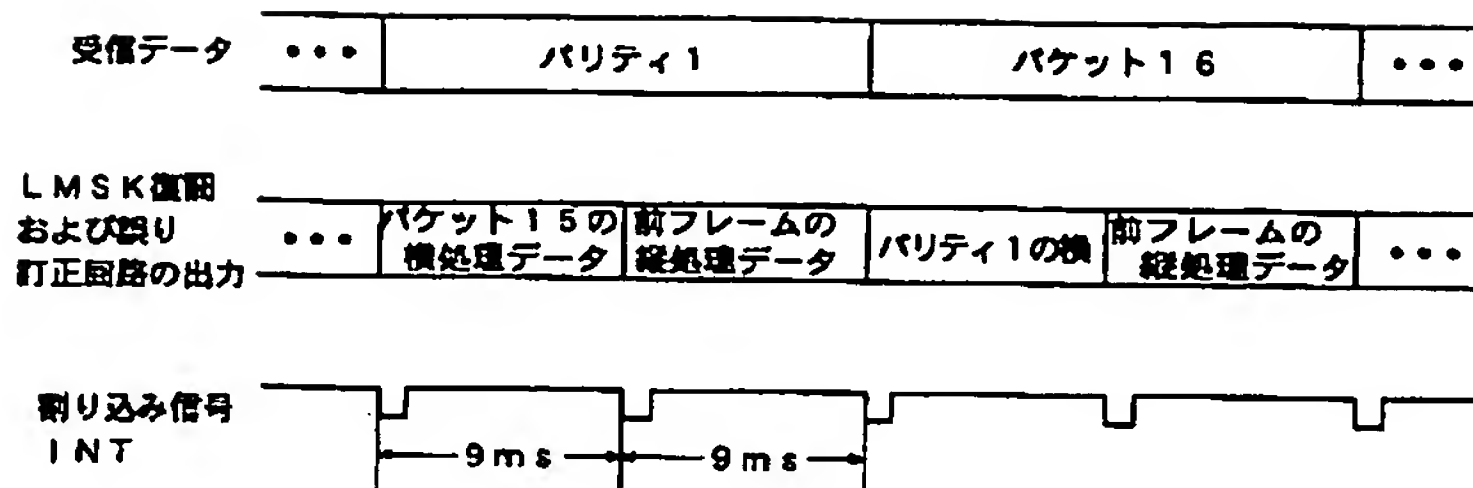 受信データ ・・・ パリティ1 パケット16 ・・・
LMSK復調
および誤り
訂正回路の出力
・・・ パケット15の 前フレームの パリティ1の横 前フレームの ・・・
横処理データ 縦処理データ 縦処理データ
割り込み信号
INT
9ms 9ms